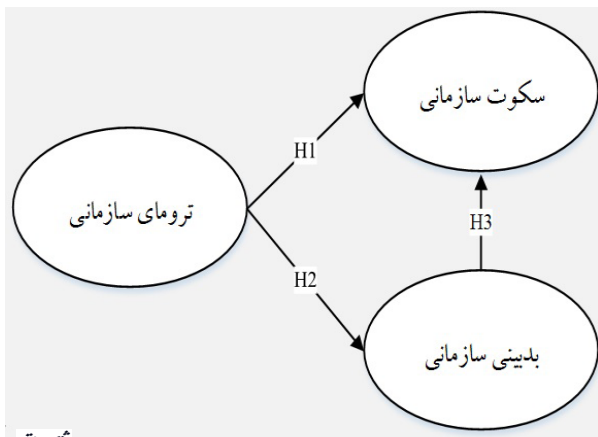 سکوت سازمانی
H1
ترومای سازمانی
H3
H2
بدبینی سازمانی